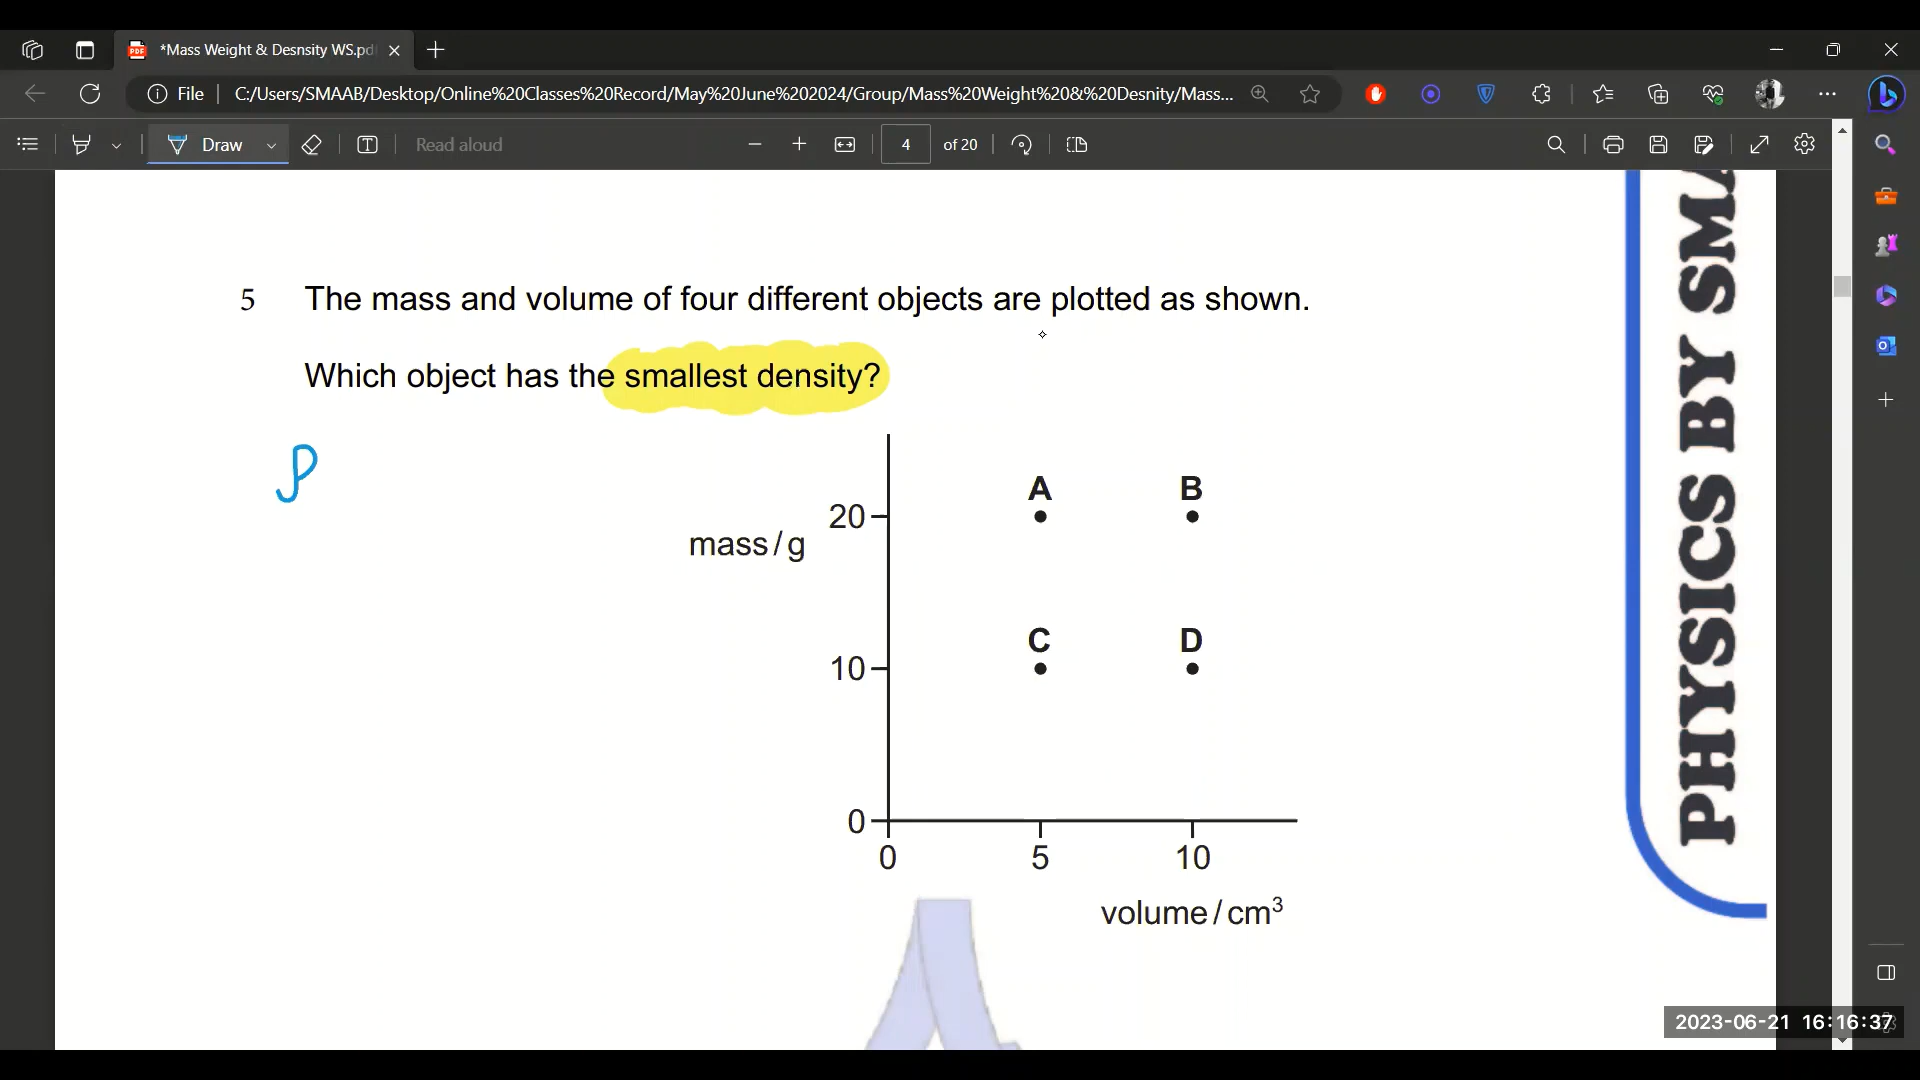 *Mass Weight & Desnsity WS.pd
File
C:/Users/SMAAB/Desktop/Online%20Classes%20Record/May%20June%202024/Group/Mass%20Weight%20&%20Desnity/Mass...
Draw
Read aloud
4 of 20
5 The mass and volume of four different objects are plotted as shown.
Which object has the smallest density?
ρ
A B
20
mass / g
C D
10
0
0 5 10
volume / cm³
PHYSICS BY SMA
2023-06-21 16:16:37